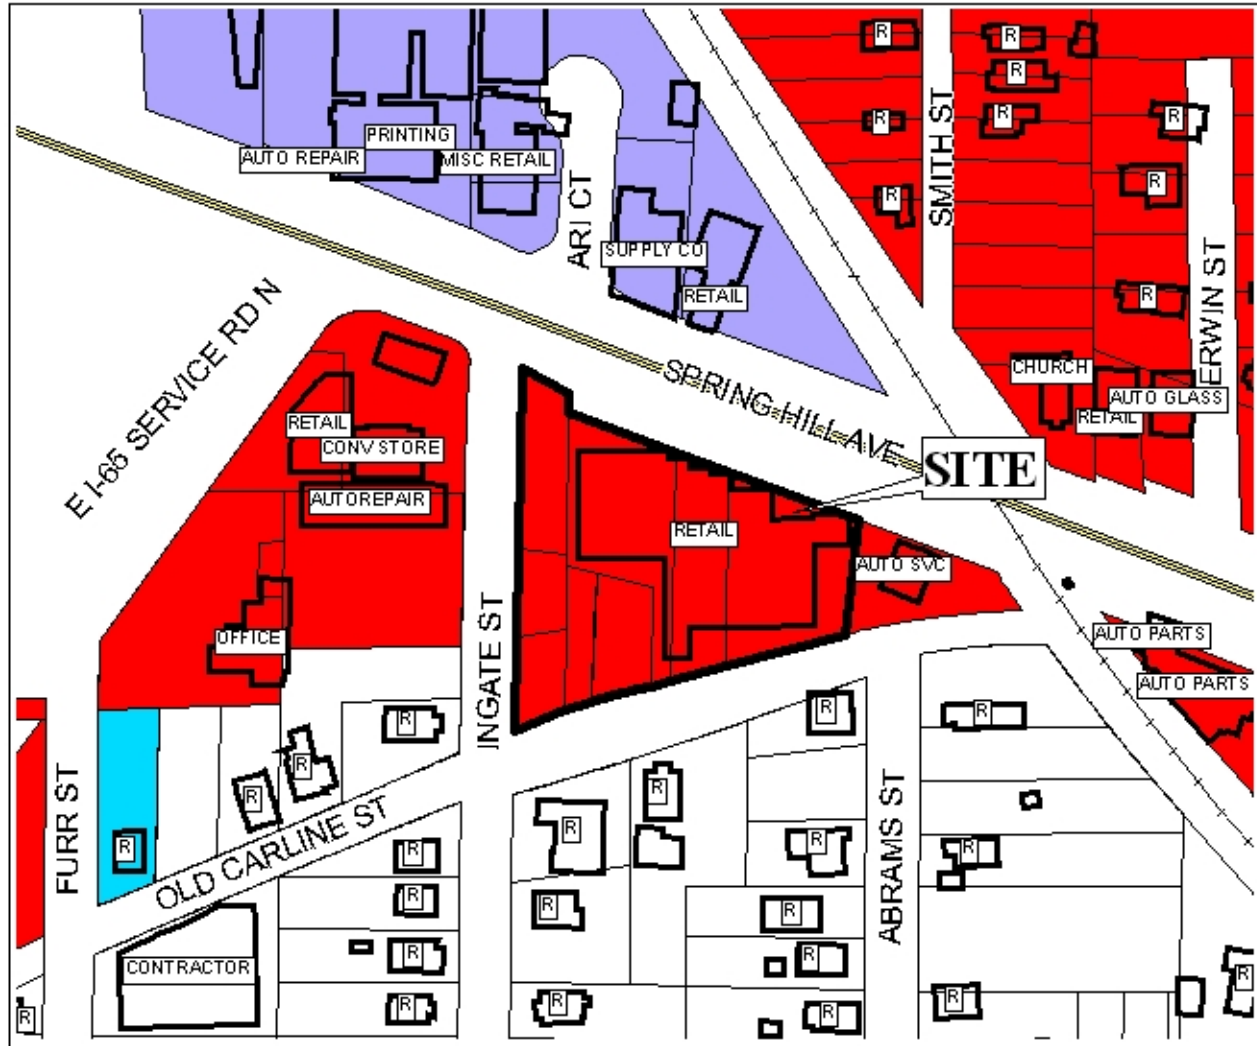 R
R
R
R
PRINTING
R
R
R
AUTO REPAIR
MISC RETAIL
SMITH ST
R
R
ARI CT
SUPPLY CO
RETAIL
R
ERWIN ST
E I-65 SERVICE RD N
SPRING HILL AVE
CHURCH
AUTO GLASS
RETAIL
RETAIL
CONV STORE
SITE
AUTOREPAIR
RETAIL
AUTO SVC
OFFICE
INGATE ST
AUTO PARTS
AUTO PARTS
R
R
R
R
R
R
FURR ST
OLD CARLINE ST
R
R
R
R
R
ABRAMS ST
R
R
R
CONTRACTOR
R
R
R
R
R
R
R
R